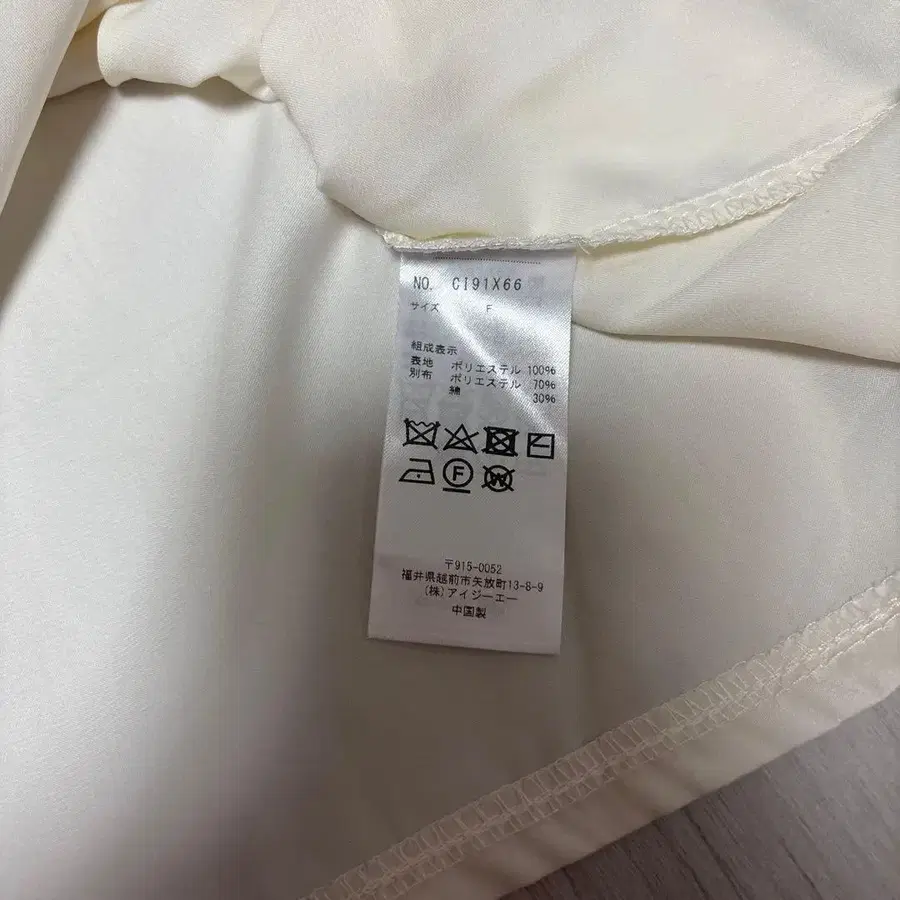 NO. CI91X66
サイズ F
組成表示
表地 ポリエステル 100%
別布 ポリエステル 70%
綿 30%
F
W
〒915-0052
福井県越前市矢放町13-8-9
(株)アイジーエー
中国製